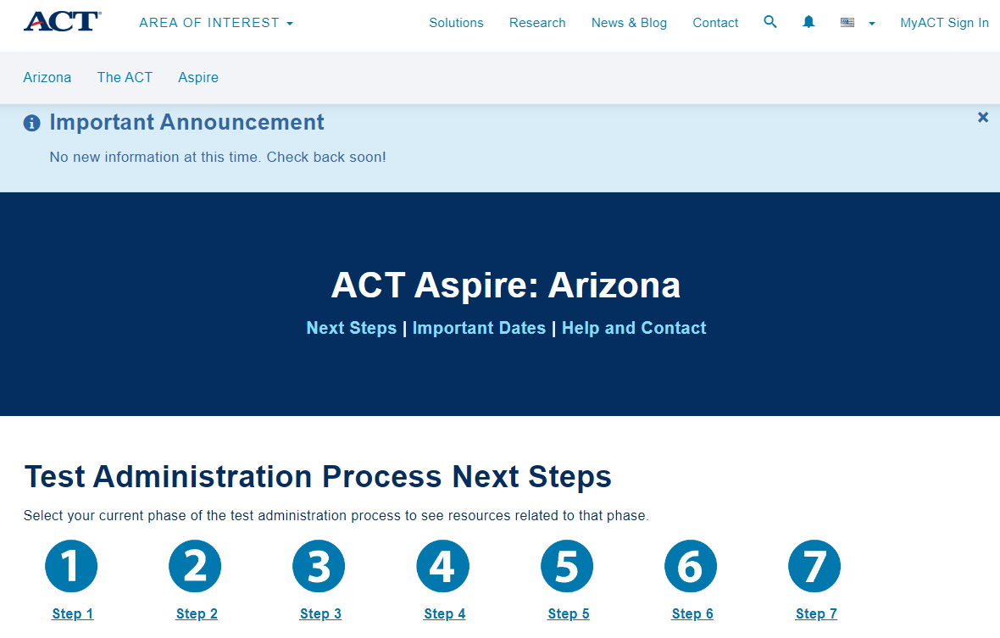 ACT® AREA OF INTEREST Solutions Research News & Blog Contact MyACT Sign In
Arizona The ACT Aspire
Important Announcement
No new information at this time. Check back soon!
ACT Aspire: Arizona
Next Steps | Important Dates | Help and Contact
Test Administration Process Next Steps
Select your current phase of the test administration process to see resources related to that phase.
1 2 3 4 5 6 7
Step 1 Step 2 Step 3 Step 4 Step 5 Step 6 Step 7